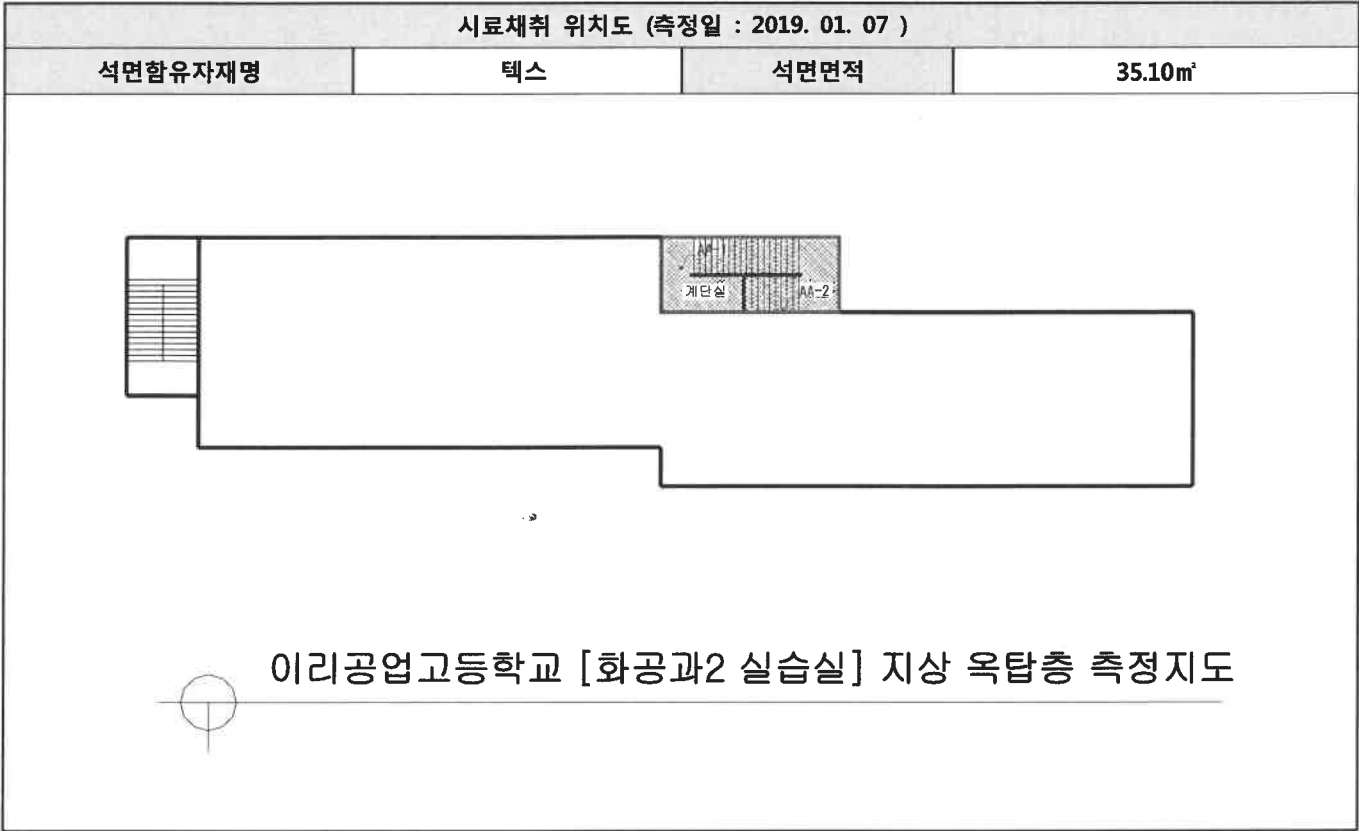 시료채취 위치도 (측정일 : 2019. 01. 07 )
석면함유자재명 텍스 석면면적 35.10㎡
AA-1
계단실 AA-2
이리공업고등학교 [화공과2 실습실] 지상 옥탑층 측정지도